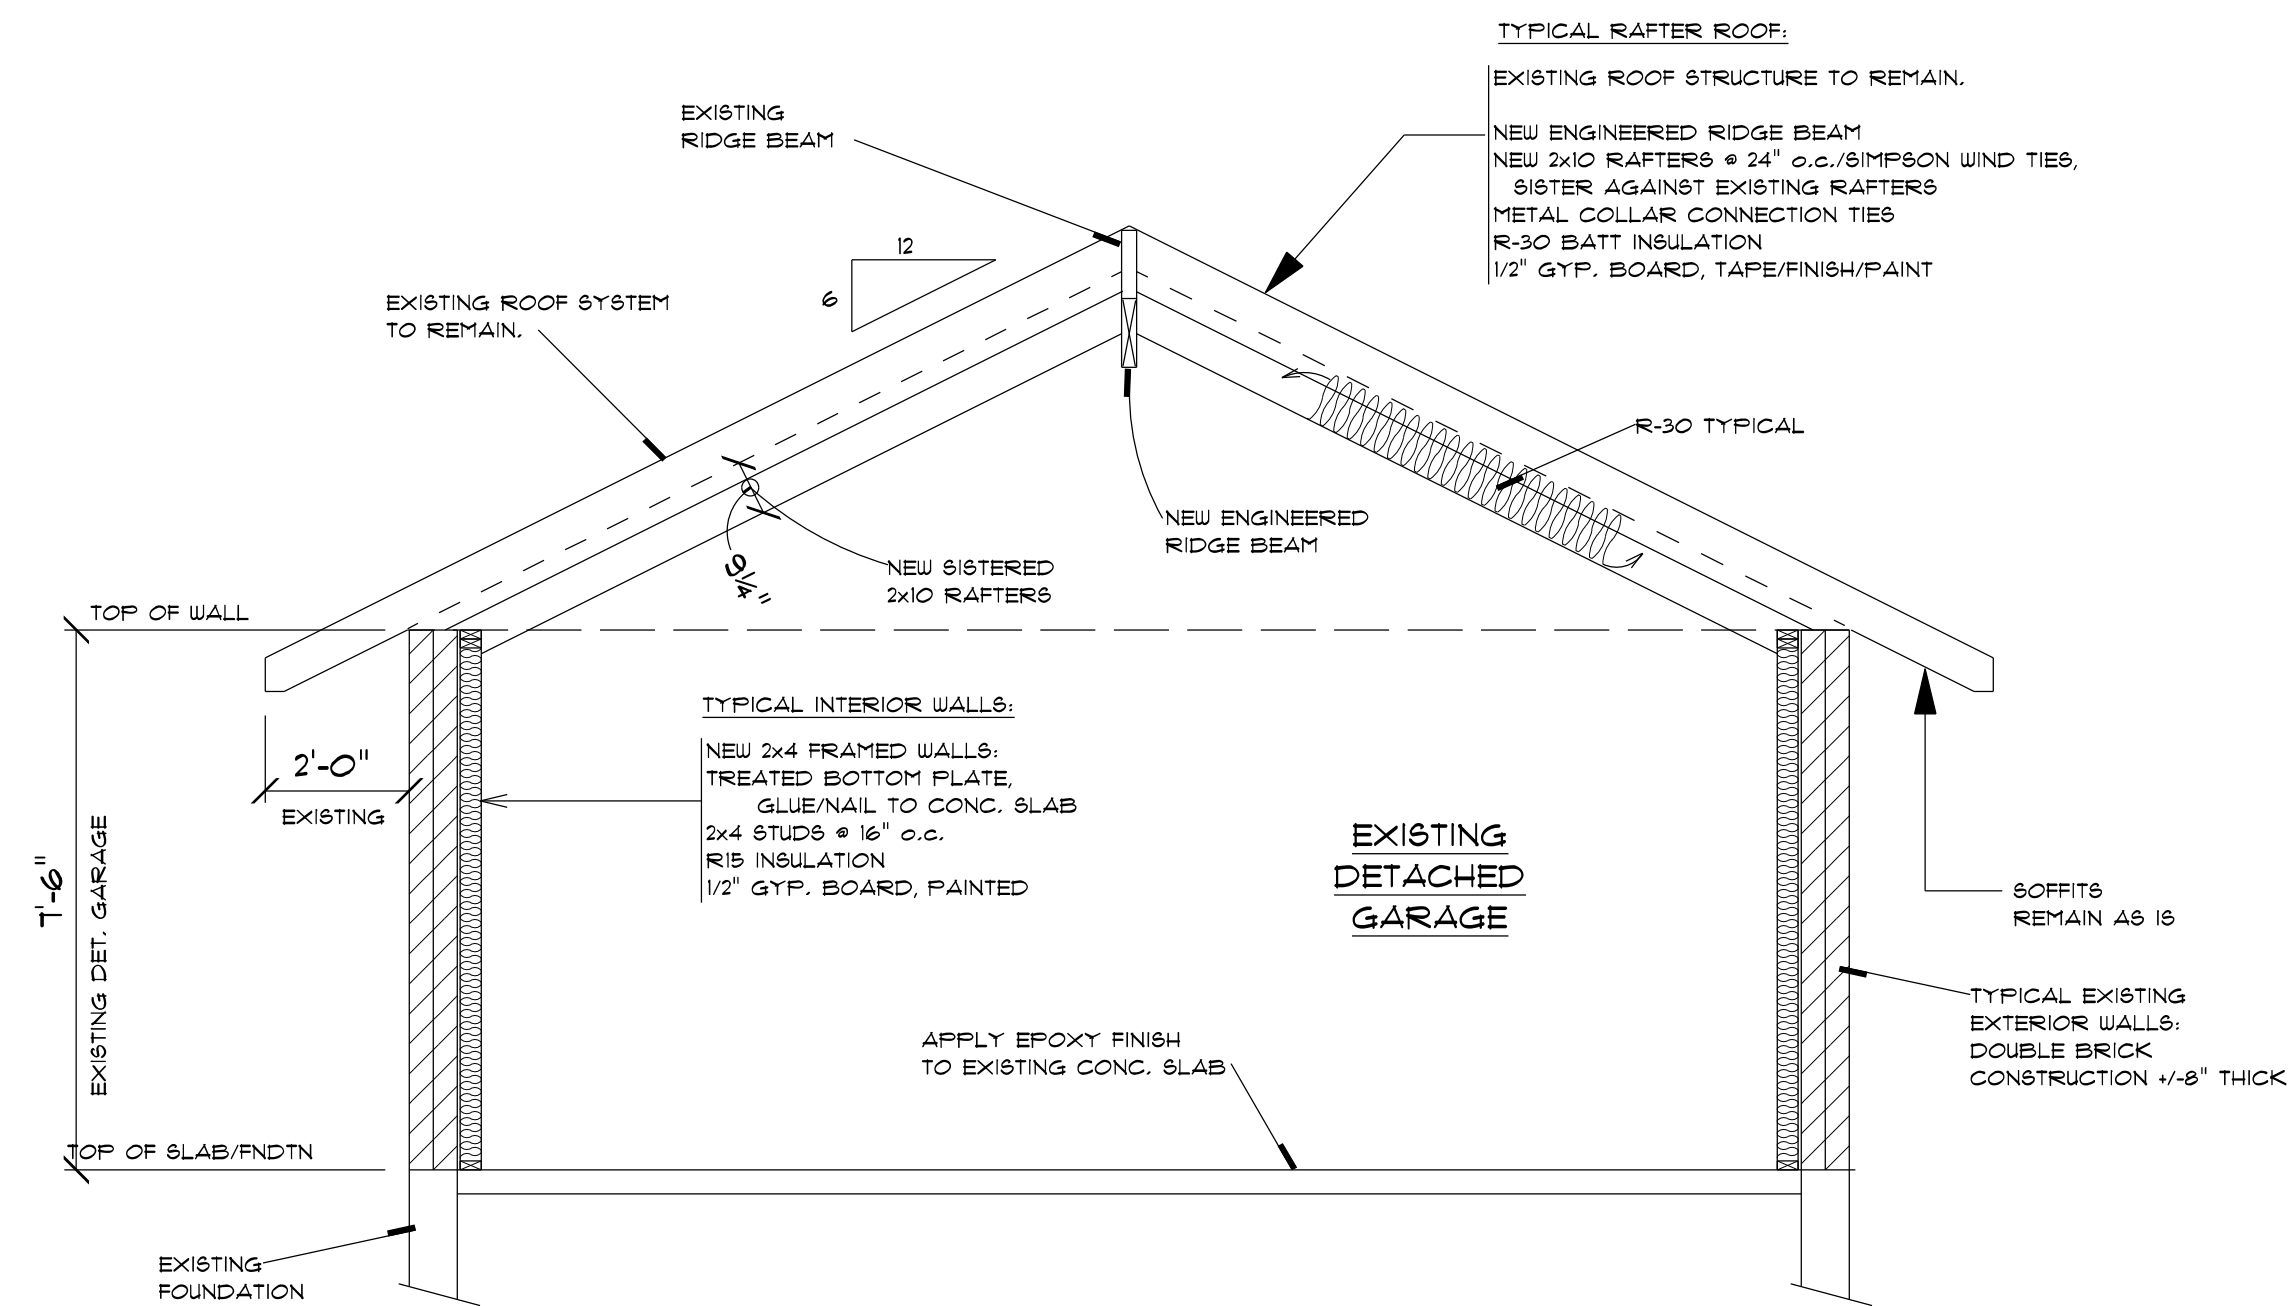 TYPICAL RAFTER ROOF:
EXISTING ROOF STRUCTURE TO REMAIN.
NEW ENGINEERED RIDGE BEAM
NEW 2x10 RAFTERS @ 24" o.c./SIMPSON WIND TIES,
SISTER AGAINST EXISTING RAFTERS
METAL COLLAR CONNECTION TIES
R-30 BATT INSULATION
1/2" GYP. BOARD, TAPE/FINISH/PAINT
EXISTING
RIDGE BEAM
12
6
EXISTING ROOF SYSTEM
TO REMAIN.
R-30 TYPICAL
NEW ENGINEERED
RIDGE BEAM
9¼"
NEW SISTERED
2x10 RAFTERS
TOP OF WALL
TYPICAL INTERIOR WALLS:
NEW 2x4 FRAMED WALLS:
TREATED BOTTOM PLATE,
GLUE/NAIL TO CONC. SLAB
2x4 STUDS @ 16" o.c.
R15 INSULATION
1/2" GYP. BOARD, PAINTED
2'-0"
EXISTING
7'-6"
EXISTING DET. GARAGE
EXISTING
DETACHED
GARAGE
SOFFITS
REMAIN AS IS
TYPICAL EXISTING
EXTERIOR WALLS:
DOUBLE BRICK
CONSTRUCTION +/-8" THICK
APPLY EPOXY FINISH
TO EXISTING CONC. SLAB
TOP OF SLAB/FNDTN
EXISTING
FOUNDATION